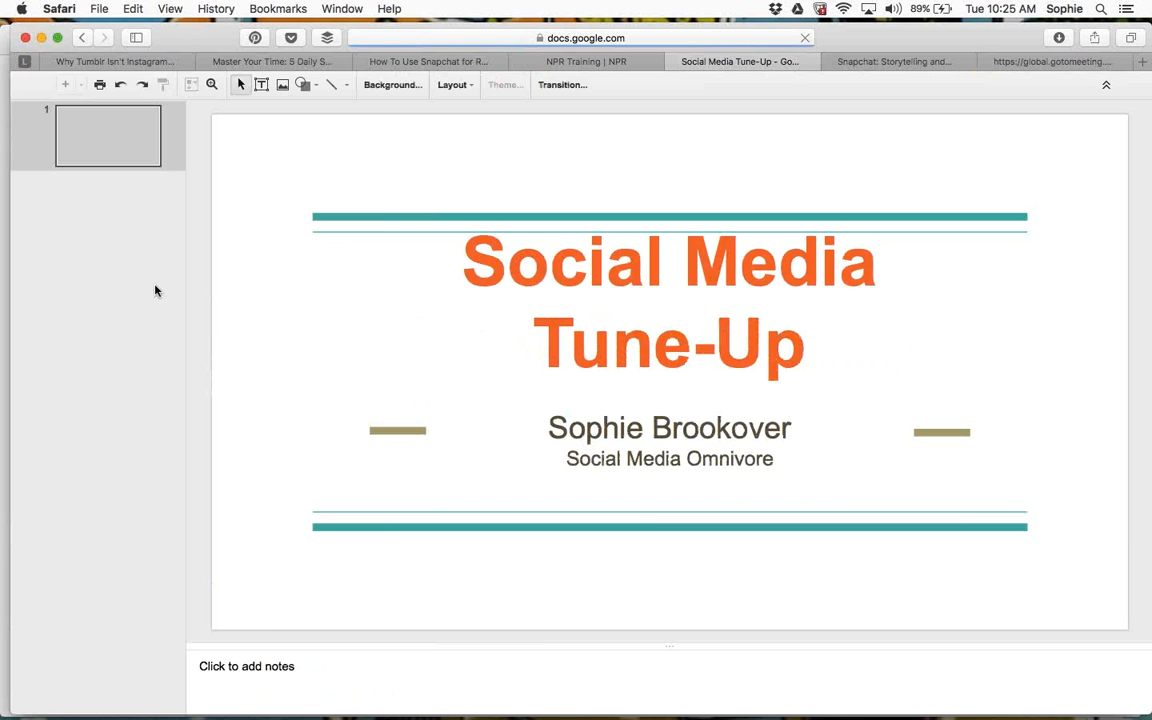 Safari File Edit View History Bookmarks Window Help 89% Tue 10:25 AM Sophie
docs.google.com
L Why Tumblr Isn't Instagram... Master Your Time: 5 Daily S... How To Use Snapchat for R... NPR Training | NPR Social Media Tune-Up - Go... Snapchat: Storytelling and... https://global.gotomeeting....
Background... Layout Theme... Transition...
1
Social Media
Tune-Up
Sophie Brookover
Social Media Omnivore
Click to add notes